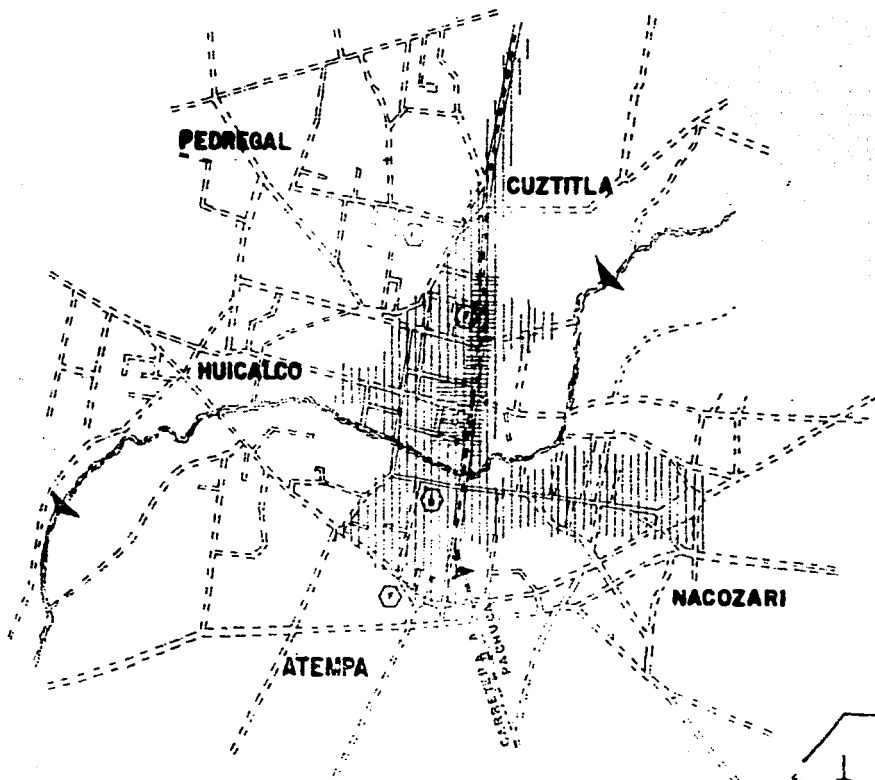 PEDREGAL
CUZTITLA
HUICALCO
NACOZARI
ATEMPA
CARRETERA A
PACHUCA